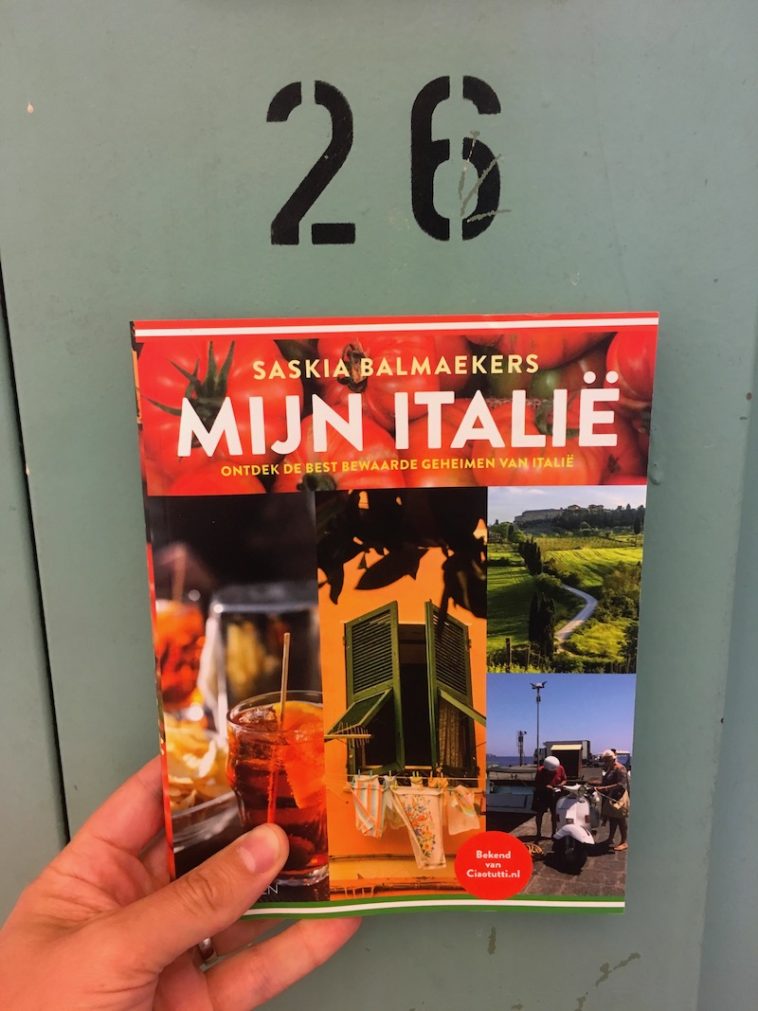 26
SASKIA BALMAEKERS
MIJN ITALIË
ONTDEK DE BEST BEWAARDE GEHEIMEN VAN ITALIË
Bekend
van
Ciaotutti.nl